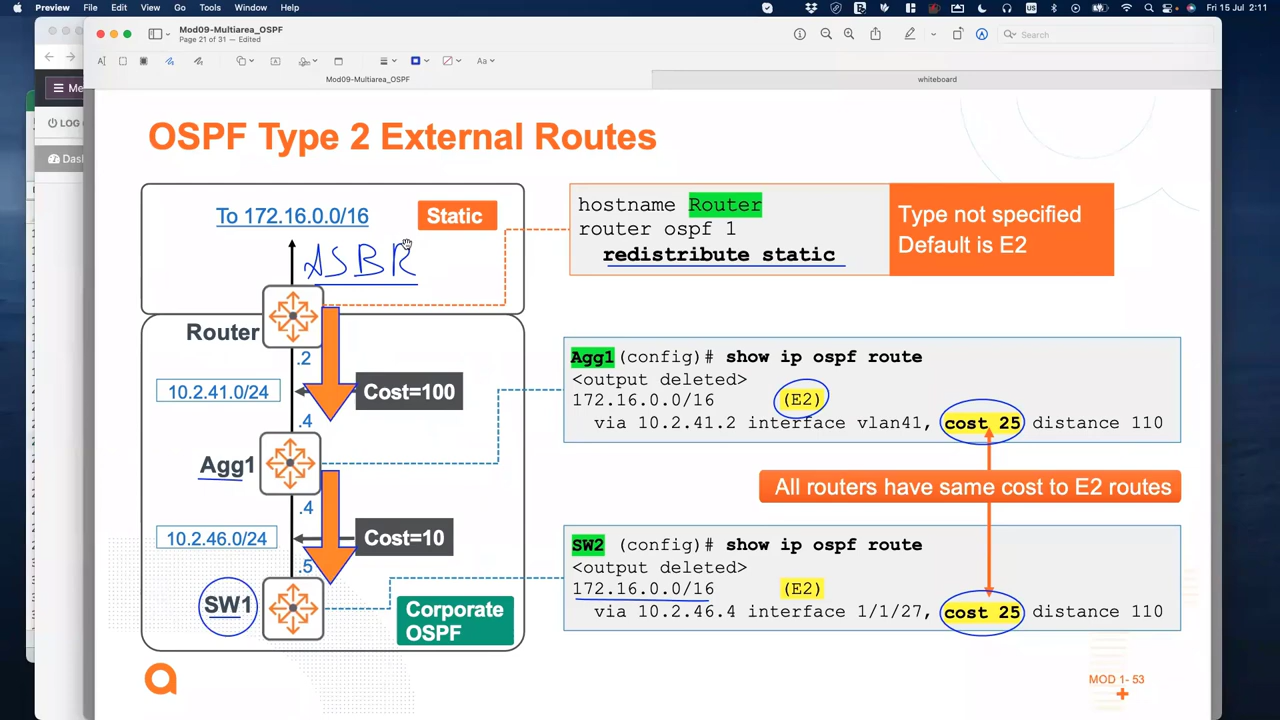 Preview File Edit View Go Tools Window Help
Fri 15 Jul 2:11
Mod09-Multiarea_OSPF
Page 21 of 31 — Edited
Search
Aa
Mod09-Multiarea_OSPF
whiteboard
Me
LOG
Dash
OSPF Type 2 External Routes
To 172.16.0.0/16
Static
ASBR
Router
.2
10.2.41.0/24
Cost=100
.4
Agg1
.4
10.2.46.0/24
Cost=10
.5
SW1
Corporate
OSPF
hostname Router
router ospf 1
redistribute static
Type not specified
Default is E2
Agg1 (config)# show ip ospf route
<output deleted>
172.16.0.0/16 (E2)
via 10.2.41.2 interface vlan41, cost 25 distance 110
All routers have same cost to E2 routes
SW2 (config)# show ip ospf route
<output deleted>
172.16.0.0/16 (E2)
via 10.2.46.4 interface 1/1/27, cost 25 distance 110
a
MOD 1- 53